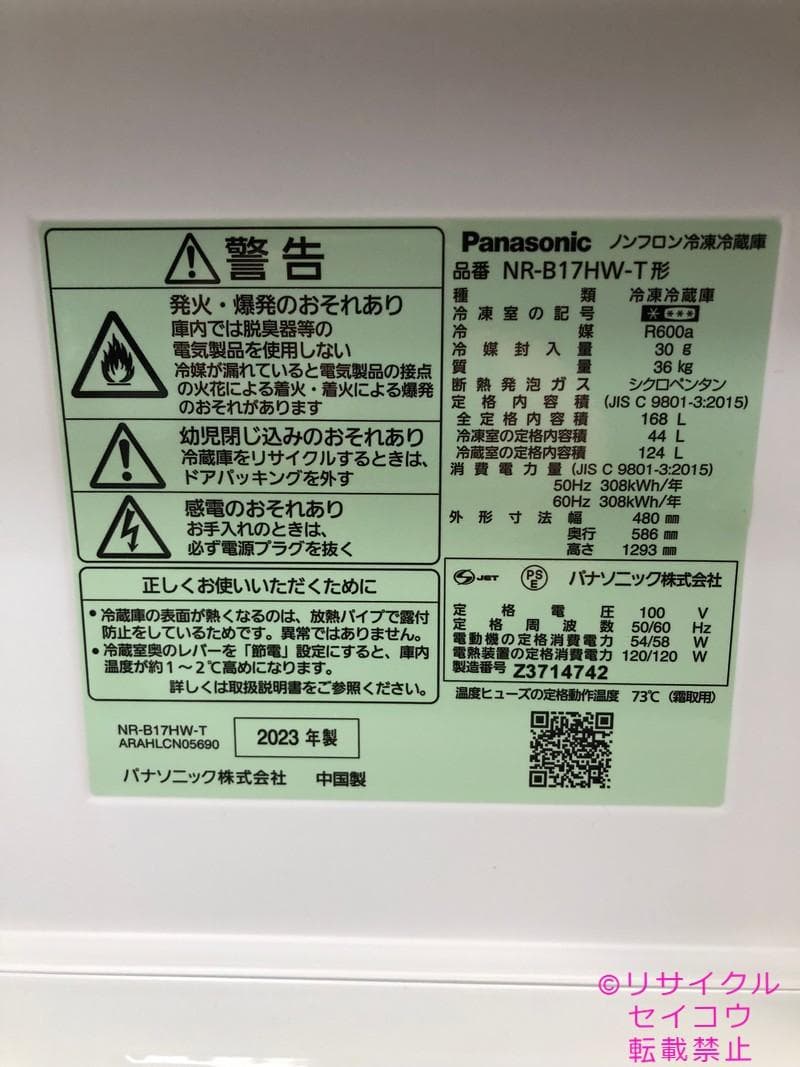 警告
発火・爆発のおそれあり
庫内では脱臭器等の
電気製品を使用しない
冷媒が漏れていると電気製品の接点
の火花による着火・着火による爆発
のおそれがあります
幼児閉じ込みのおそれあり
冷蔵庫をリサイクルするときは、
ドアパッキングを外す
感電のおそれあり
お手入れのときは、
必ず電源プラグを抜く
正しくお使いいただくために
・冷蔵庫の表面が熱くなるのは、放熱パイプで露付
防止をしているためです。異常ではありません。
・冷蔵室奥のレバーを「節電」設定にすると、庫内
温度が約1～2℃高めになります。
詳しくは取扱説明書をご参照ください。
NR-B17HW-T
ARAHLCN05690
2023 年製
パナソニック株式会社 中国製
Panasonic ノンフロン冷凍冷蔵庫
品番 NR-B17HW-T形
種類 冷凍冷蔵庫
冷凍室の記号 * ***
冷媒 R600a
冷媒封入量 30 g
質量 36 kg
断熱発泡ガス シクロペンタン
定格内容積 (JIS C 9801-3:2015)
全定格内容積 168 L
冷凍室の定格内容積 44 L
冷蔵室の定格内容積 124 L
消費電力量 (JIS C 9801-3:2015)
50Hz 308kWh/年
60Hz 308kWh/年
外形寸法 幅 480 mm
奥行 586 mm
高さ 1293 mm
JET PS E パナソニック株式会社
定格電圧 100 V
定格周波数 50/60 Hz
電動機の定格消費電力 54/58 W
電熱装置の定格消費電力 120/120 W
製造番号 Z3714742
温度ヒューズの定格動作温度 73℃ (霜取用)
©リサイクル
セイコウ
転載禁止